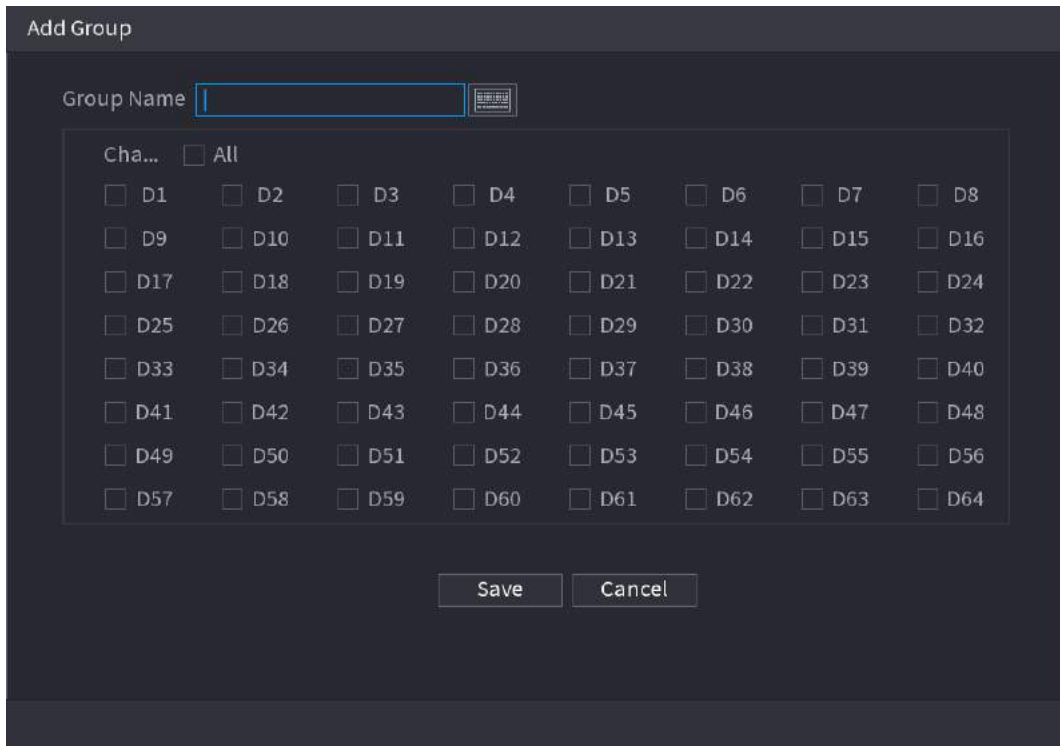 Add Group
Group Name
Cha... All
D1 D2 D3 D4 D5 D6 D7 D8
D9 D10 D11 D12 D13 D14 D15 D16
D17 D18 D19 D20 D21 D22 D23 D24
D25 D26 D27 D28 D29 D30 D31 D32
D33 D34 D35 D36 D37 D38 D39 D40
D41 D42 D43 D44 D45 D46 D47 D48
D49 D50 D51 D52 D53 D54 D55 D56
D57 D58 D59 D60 D61 D62 D63 D64
Save Cancel